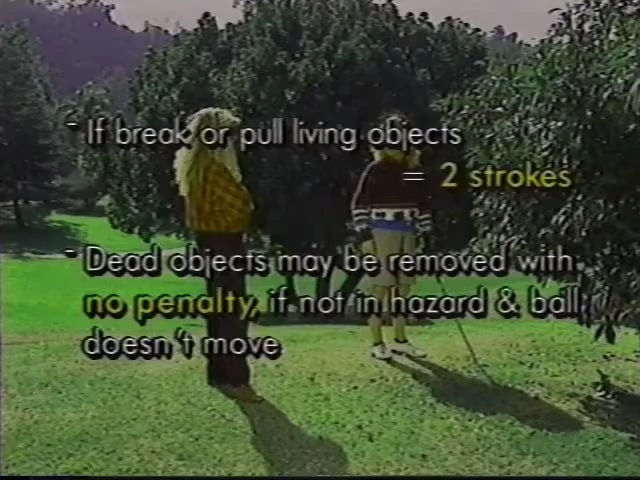 - If break or pull living objects
= 2 strokes
- Dead objects may be removed with
no penalty, if not in hazard & ball
doesn't move